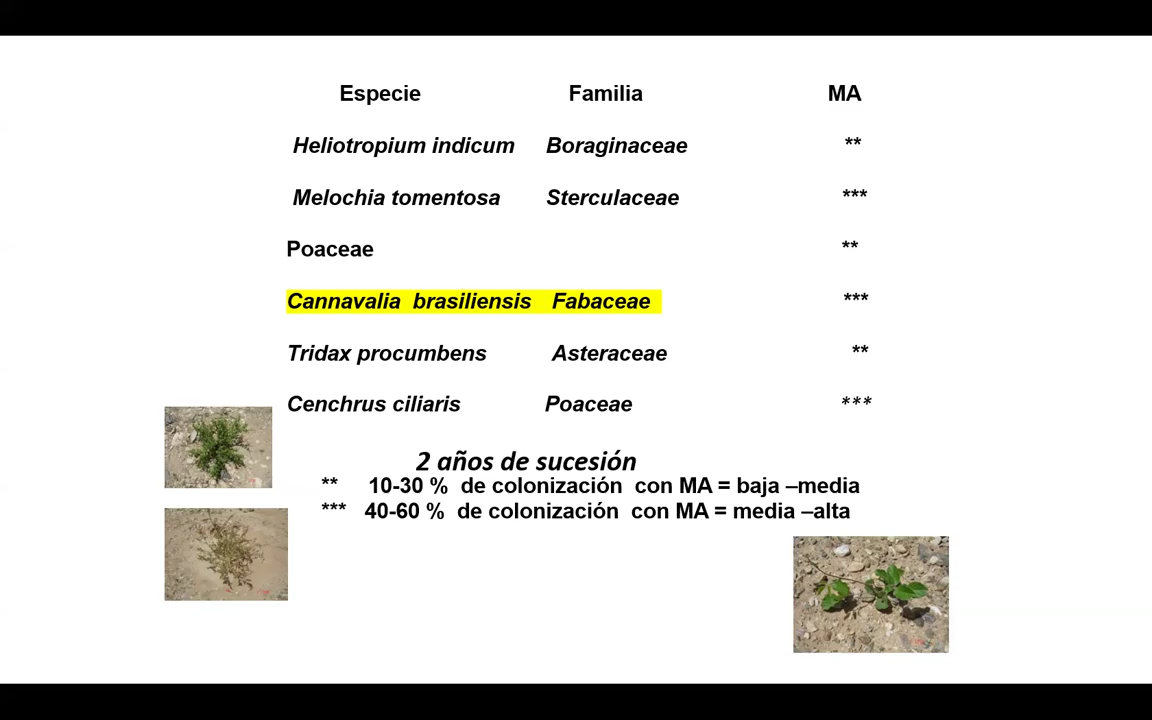 Especie Familia MA
Heliotropium indicum Boraginaceae **
Melochia tomentosa Sterculaceae ***
Poaceae **
Cannavalia brasiliensis Fabaceae ***
Tridax procumbens Asteraceae **
Cenchrus ciliaris Poaceae ***
2 años de sucesión
** 10-30 % de colonización con MA = baja –media
*** 40-60 % de colonización con MA = media –alta